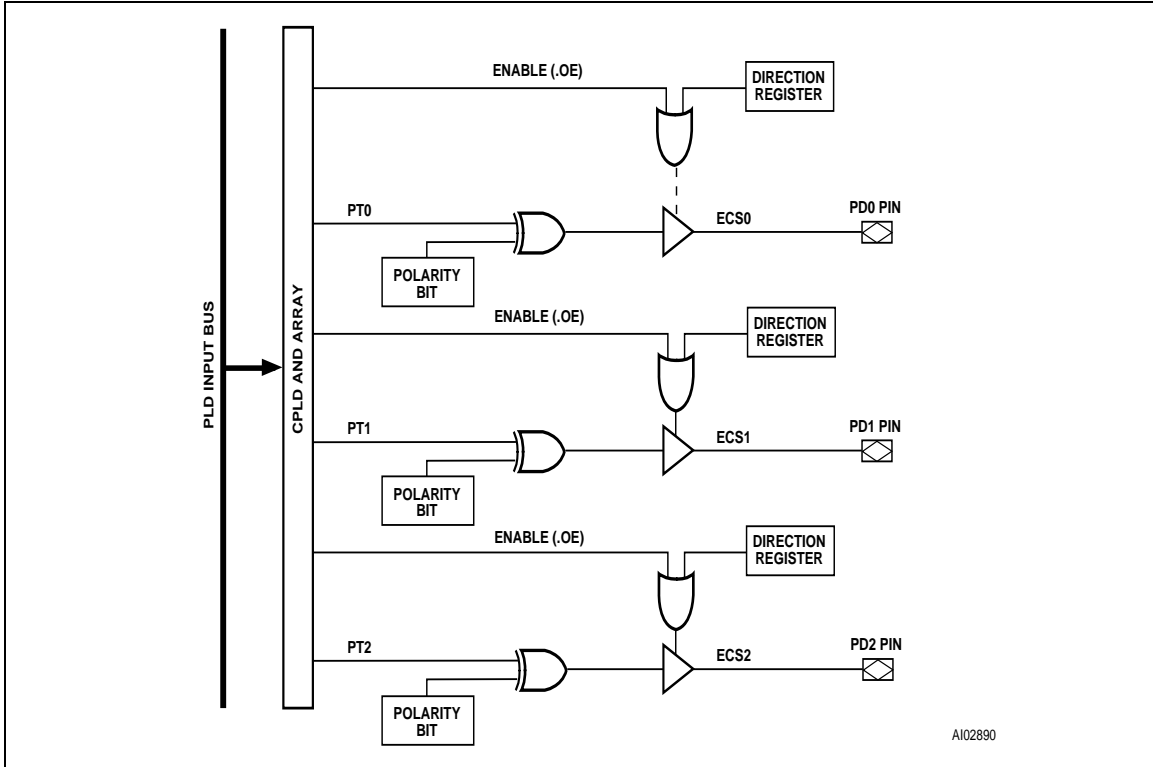 ENABLE (.OE)
DIRECTION
REGISTER
PT0
ECS0
PD0 PIN
POLARITY
BIT
ENABLE (.OE)
DIRECTION
REGISTER
PLD INPUT BUS
CPLD AND ARRAY
PT1
ECS1
PD1 PIN
POLARITY
BIT
ENABLE (.OE)
DIRECTION
REGISTER
PT2
ECS2
PD2 PIN
POLARITY
BIT
AI02890